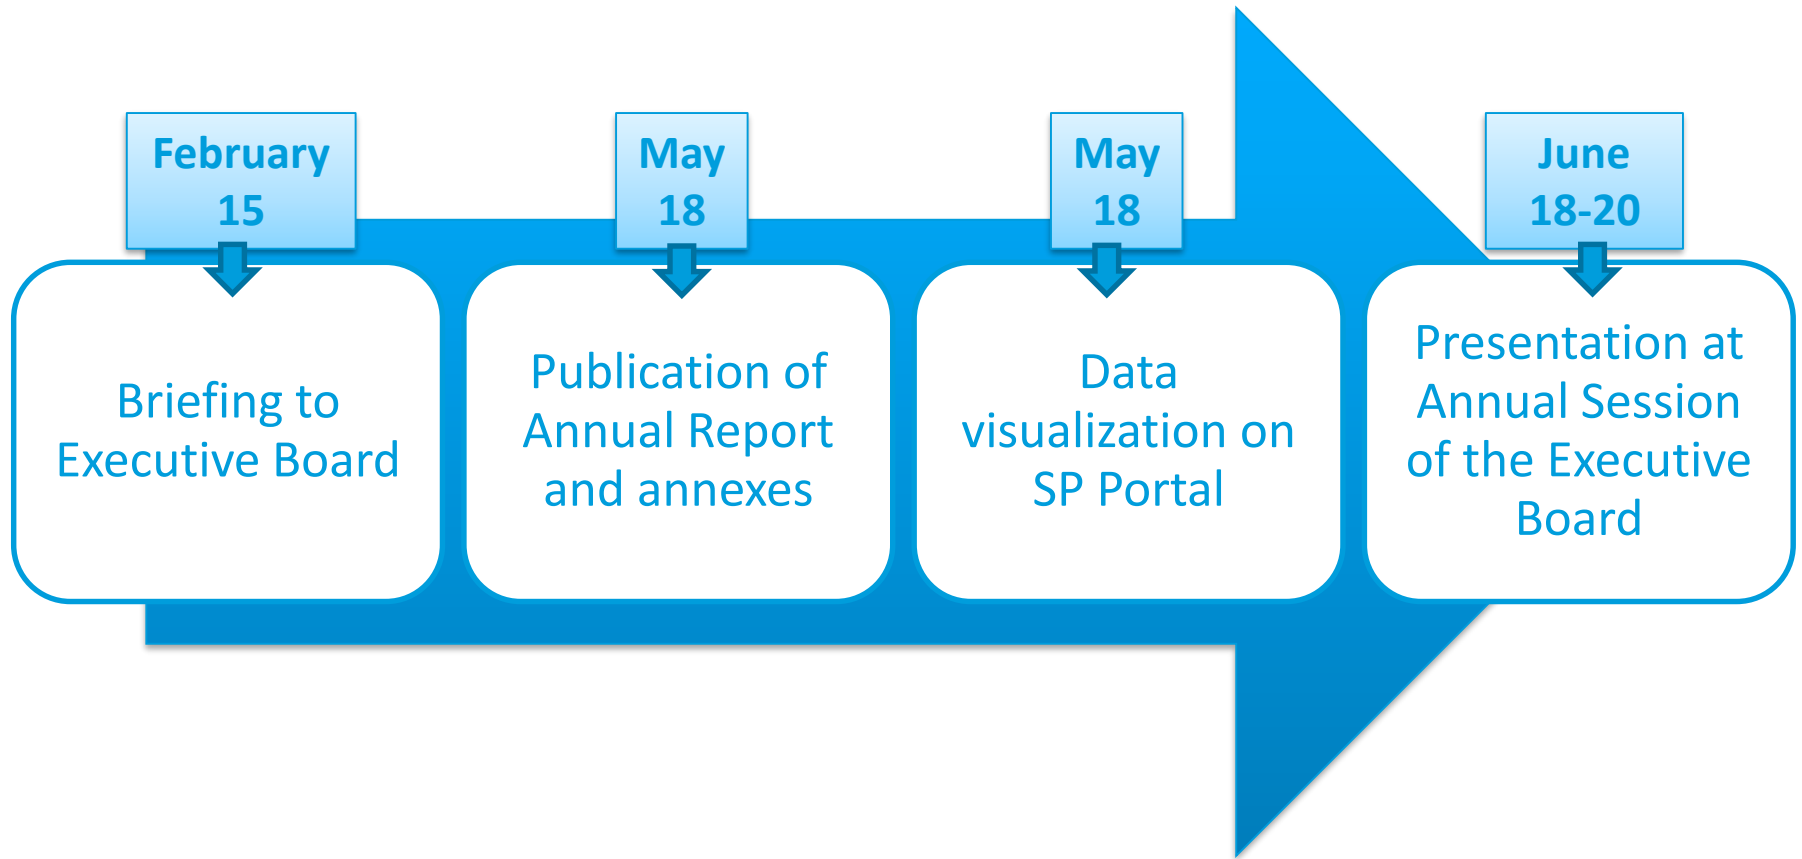 February
15
Briefing to
Executive Board
May
18
Publication of
Annual Report
and annexes
May
18
Data
visualization on
SP Portal
June
18-20
Presentation at
Annual Session
of the Executive
Board